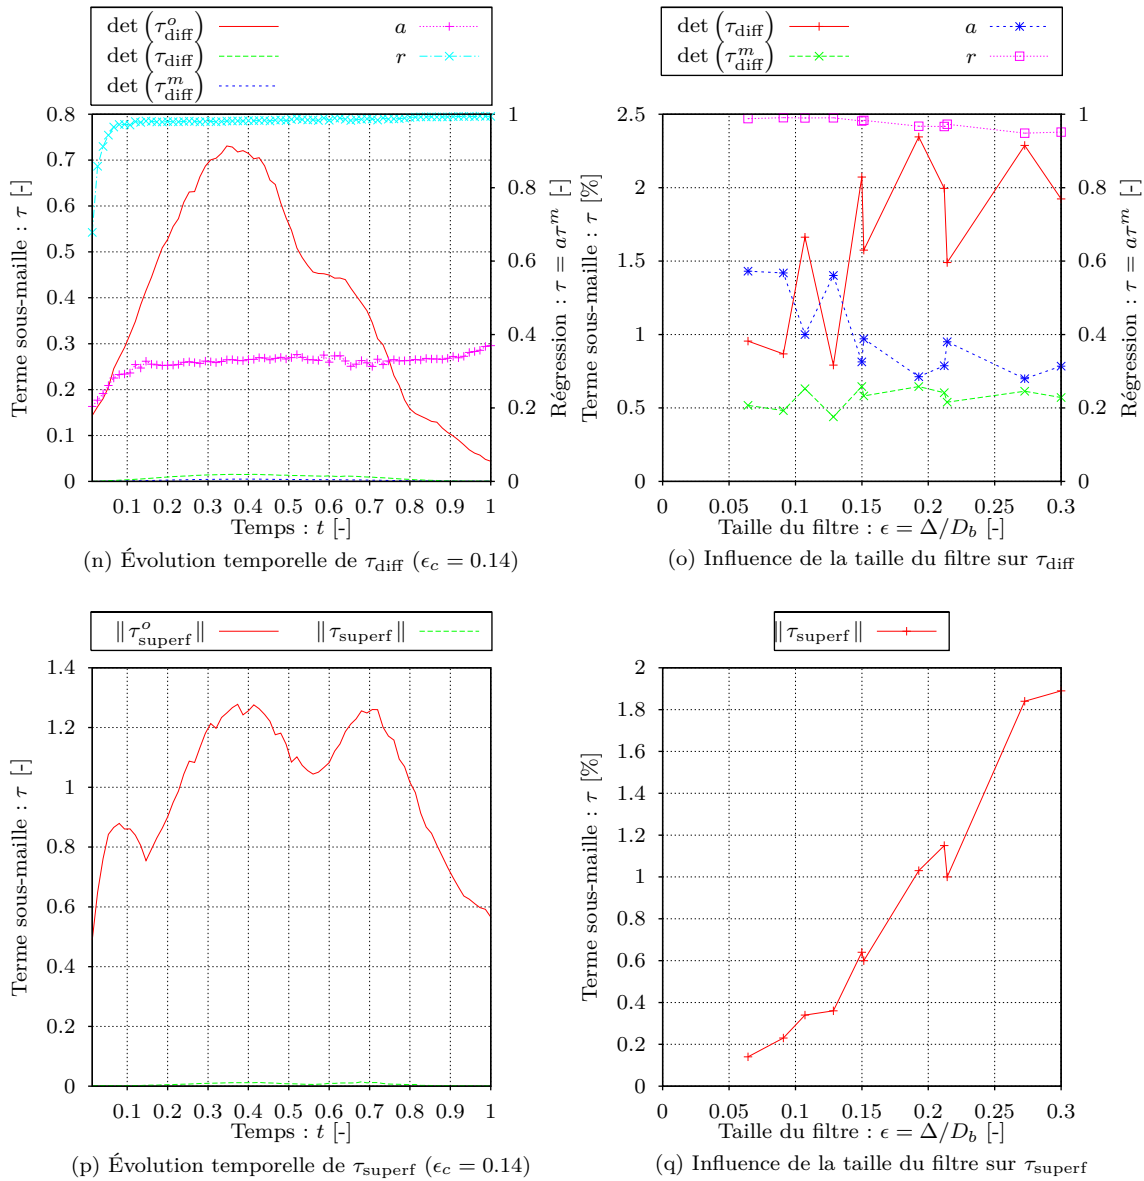 det (τ^o_diff) a
det (τ_diff) r
det (τ^m_diff)
0.8
0.7
0.6
0.5
0.4
0.3
0.2
0.1
0
1
0.8
0.6
0.4
0.2
0
Terme sous-maille : τ [-]
Régression : τ = aτ^m [-]
0.1 0.2 0.3 0.4 0.5 0.6 0.7 0.8 0.9 1
Temps : t [-]
(n) Évolution temporelle de τ_diff (ϵ_c = 0.14)
det (τ_diff) a
det (τ^m_diff) r
2.5
2
1.5
1
0.5
0
1
0.8
0.6
0.4
0.2
0
Terme sous-maille : τ [%]
Régression : τ = aτ^m [-]
0 0.05 0.1 0.15 0.2 0.25 0.3
Taille du filtre : ϵ = Δ/D_b [-]
(o) Influence de la taille du filtre sur τ_diff
||τ^o_superf|| ||τ_superf||
1.4
1.2
1
0.8
0.6
0.4
0.2
0
Terme sous-maille : τ [-]
0.1 0.2 0.3 0.4 0.5 0.6 0.7 0.8 0.9 1
Temps : t [-]
(p) Évolution temporelle de τ_superf (ϵ_c = 0.14)
||τ_superf||
2
1.8
1.6
1.4
1.2
1
0.8
0.6
0.4
0.2
0
Terme sous-maille : τ [%]
0 0.05 0.1 0.15 0.2 0.25 0.3
Taille du filtre : ϵ = Δ/D_b [-]
(q) Influence de la taille du filtre sur τ_superf